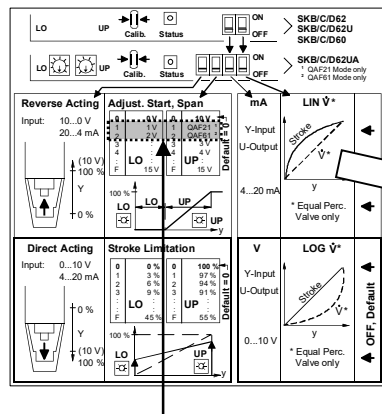 LO UP Calib. Status ON OFF
SKB/C/D62
SKB/C/D62U
SKB/C/D60
LO UP Calib. Status ON OFF
SKB/C/D62UA
¹ QAF21 Mode only
² QAF61 Mode only
Reverse Acting
Input: 10...0 V
20...4 mA
(10 V)
100 %
Y
0 %
Adjust. Start, Span
0 0 V 0 10 V
1 1 V 1 QAF21 ¹
2 2 V 2 QAF61 ²
3 V
4 V
LO UP
F 15 V F 15 V
Default = 0
100 %
LO UP
LO UP
y
mA
Y-Input
U-Output
4...20 mA
LIN V̇*
Stroke
V̇*
y
* Equal Perc.
Valve only
Direct Acting
Input: 0...10 V
4...20 mA
0 %
Y
(10 V)
100 %
Stroke Limitation
0 0 % 0 100 %
1 3 % 1 97 %
2 6 % 2 94 %
3 9 % 3 91 %
LO UP
F 45 % F 55 %
Default = 0
100 %
LO UP
y
V
Y-Input
U-Output
0...10 V
LOG V̇*
Stroke
V̇*
y
* Equal Perc.
Valve only
OFF, Default